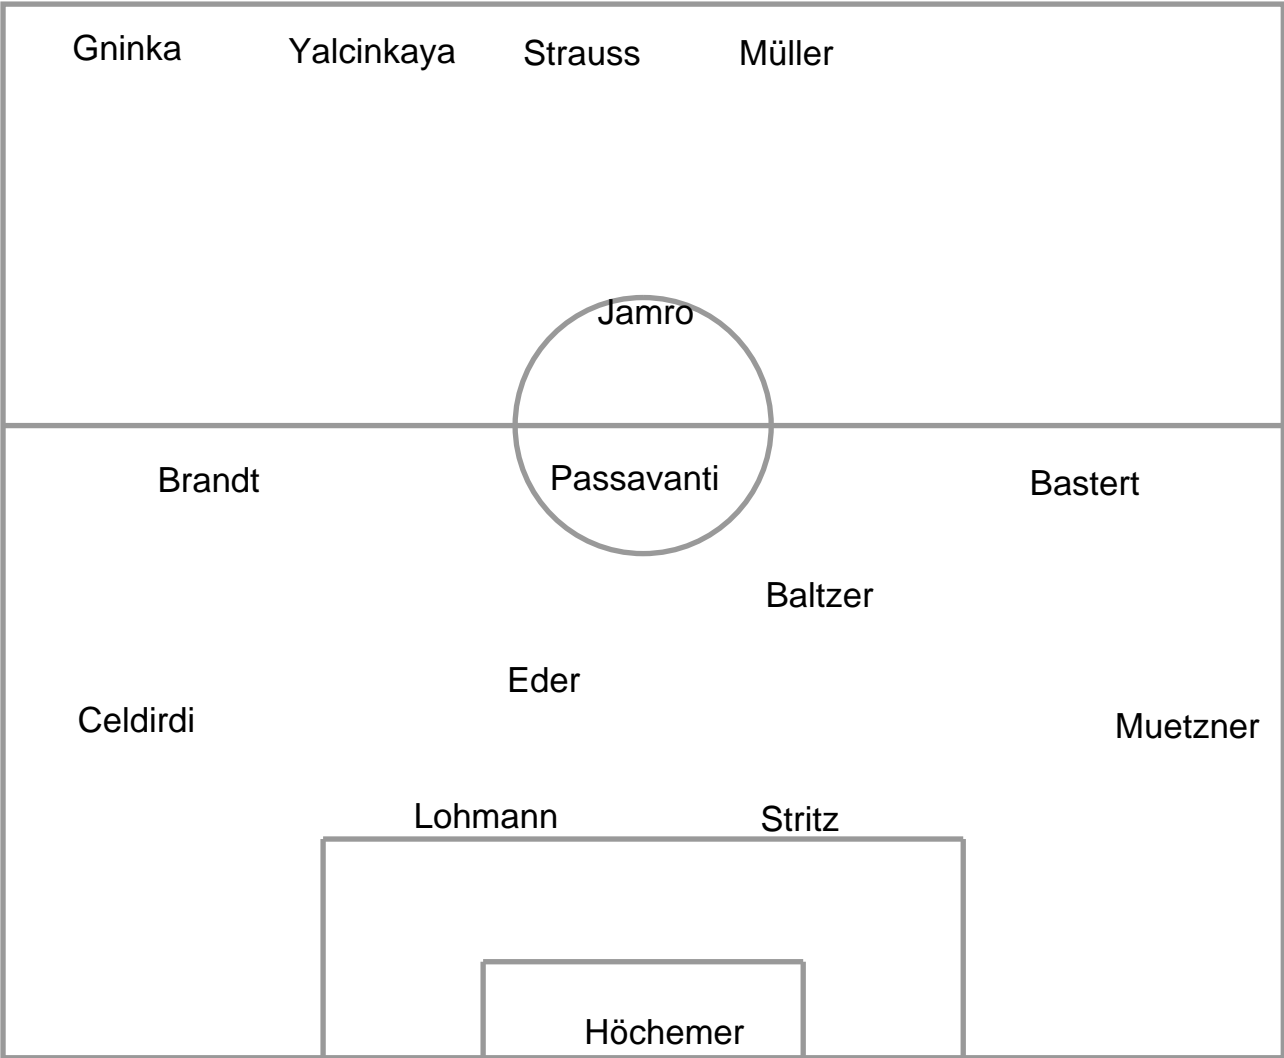 Gninka Yalcinkaya Strauss Müller
Jamro
Brandt Passavanti Bastert
Baltzer
Eder
Celdirdi Muetzner
Lohmann Stritz
Höchemer